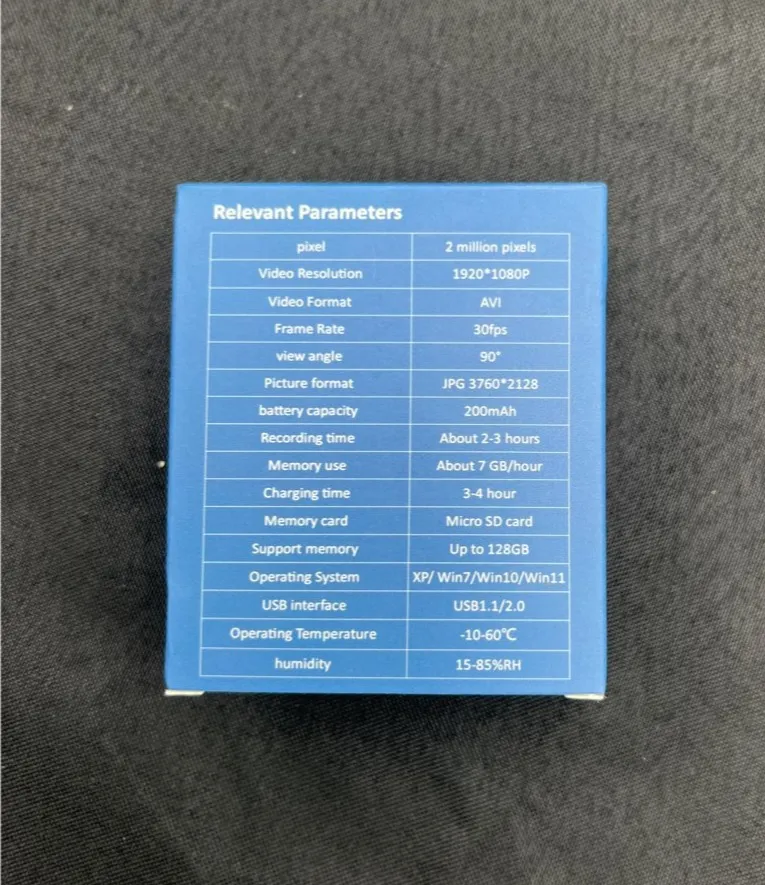 Relevant Parameters
pixel 2 million pixels
Video Resolution 1920*1080P
Video Format AVI
Frame Rate 30fps
view angle 90°
Picture format JPG 3760*2128
battery capacity 200mAh
Recording time About 2-3 hours
Memory use About 7 GB/hour
Charging time 3-4 hour
Memory card Micro SD card
Support memory Up to 128GB
Operating System XP/ Win7/Win10/Win11
USB interface USB1.1/2.0
Operating Temperature -10-60℃
humidity 15-85%RH